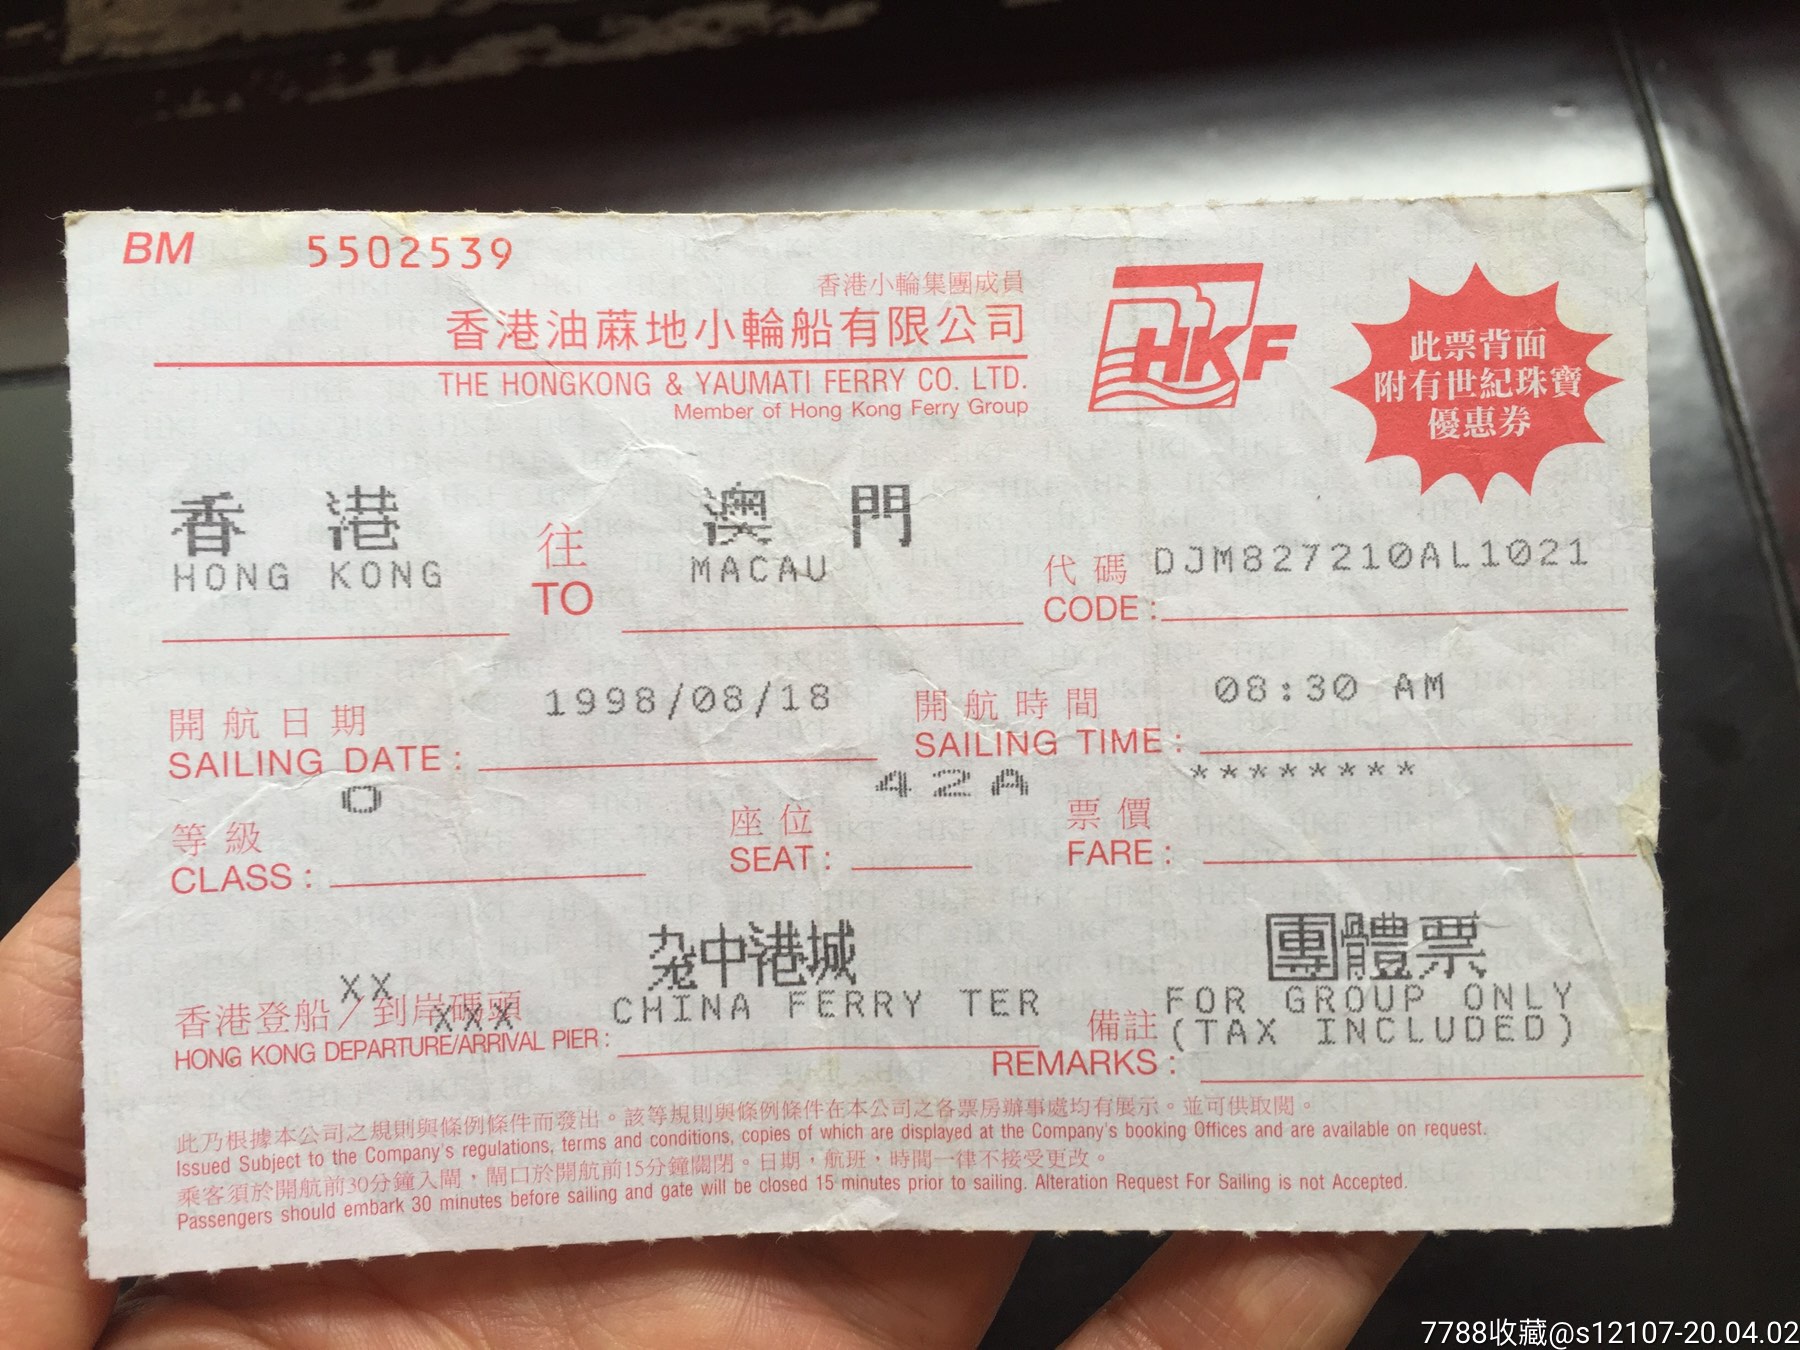 BM 5502539
香港小輪集團成員
香港油蔴地小輪船有限公司
THE HONGKONG & YAUMATI FERRY CO. LTD.
Member of Hong Kong Ferry Group
HKF
此票背面
附有世紀珠寶
優惠券
香港 往 澳門
HONG KONG TO MACAU
代碼 DJM827210AL1021
CODE:
開航日期 1998/08/18 開航時間 08:30 AM
SAILING DATE: SAILING TIME:
O 42A ********
等級 座位 票價
CLASS: SEAT: FARE:
中港城 團體票
XX
香港登船/到岸碼頭 CHINA FERRY TER FOR GROUP ONLY
XXX 備註 (TAX INCLUDED)
HONG KONG DEPARTURE/ARRIVAL PIER: REMARKS:
此乃根據本公司之規則與條例條件而發出。該等規則與條例條件在本公司之各票房辦事處均有展示。並可供取閱。
Issued Subject to the Company's regulations, terms and conditions, copies of which are displayed at the Company's booking Offices and are available on request.
乘客須於開航前30分鐘入閘，閘口於開航前15分鐘關閉。日期，航班，時間一律不接受更改。
Passengers should embark 30 minutes before sailing and gate will be closed 15 minutes prior to sailing. Alteration Request For Sailing is not Accepted.
7788收藏@s12107-20.04.02